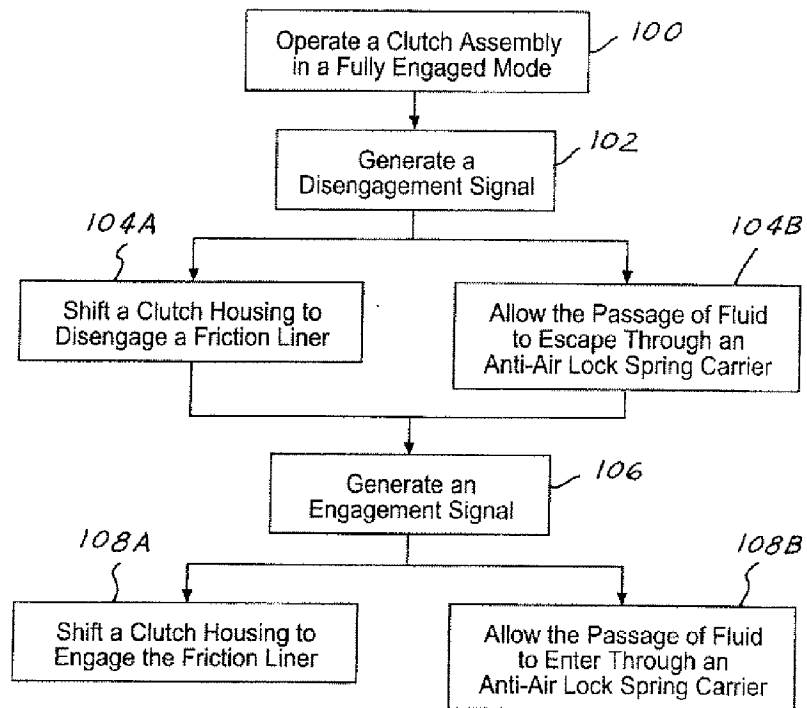 Operate a Clutch Assembly
in a Fully Engaged Mode
100
Generate a
Disengagement Signal
102
104A
104B
Shift a Clutch Housing to
Disengage a Friction Liner
Allow the Passage of Fluid
to Escape Through an
Anti-Air Lock Spring Carrier
Generate an
Engagement Signal
106
108A
108B
Shift a Clutch Housing to
Engage the Friction Liner
Allow the Passage of Fluid
to Enter Through an
Anti-Air Lock Spring Carrier